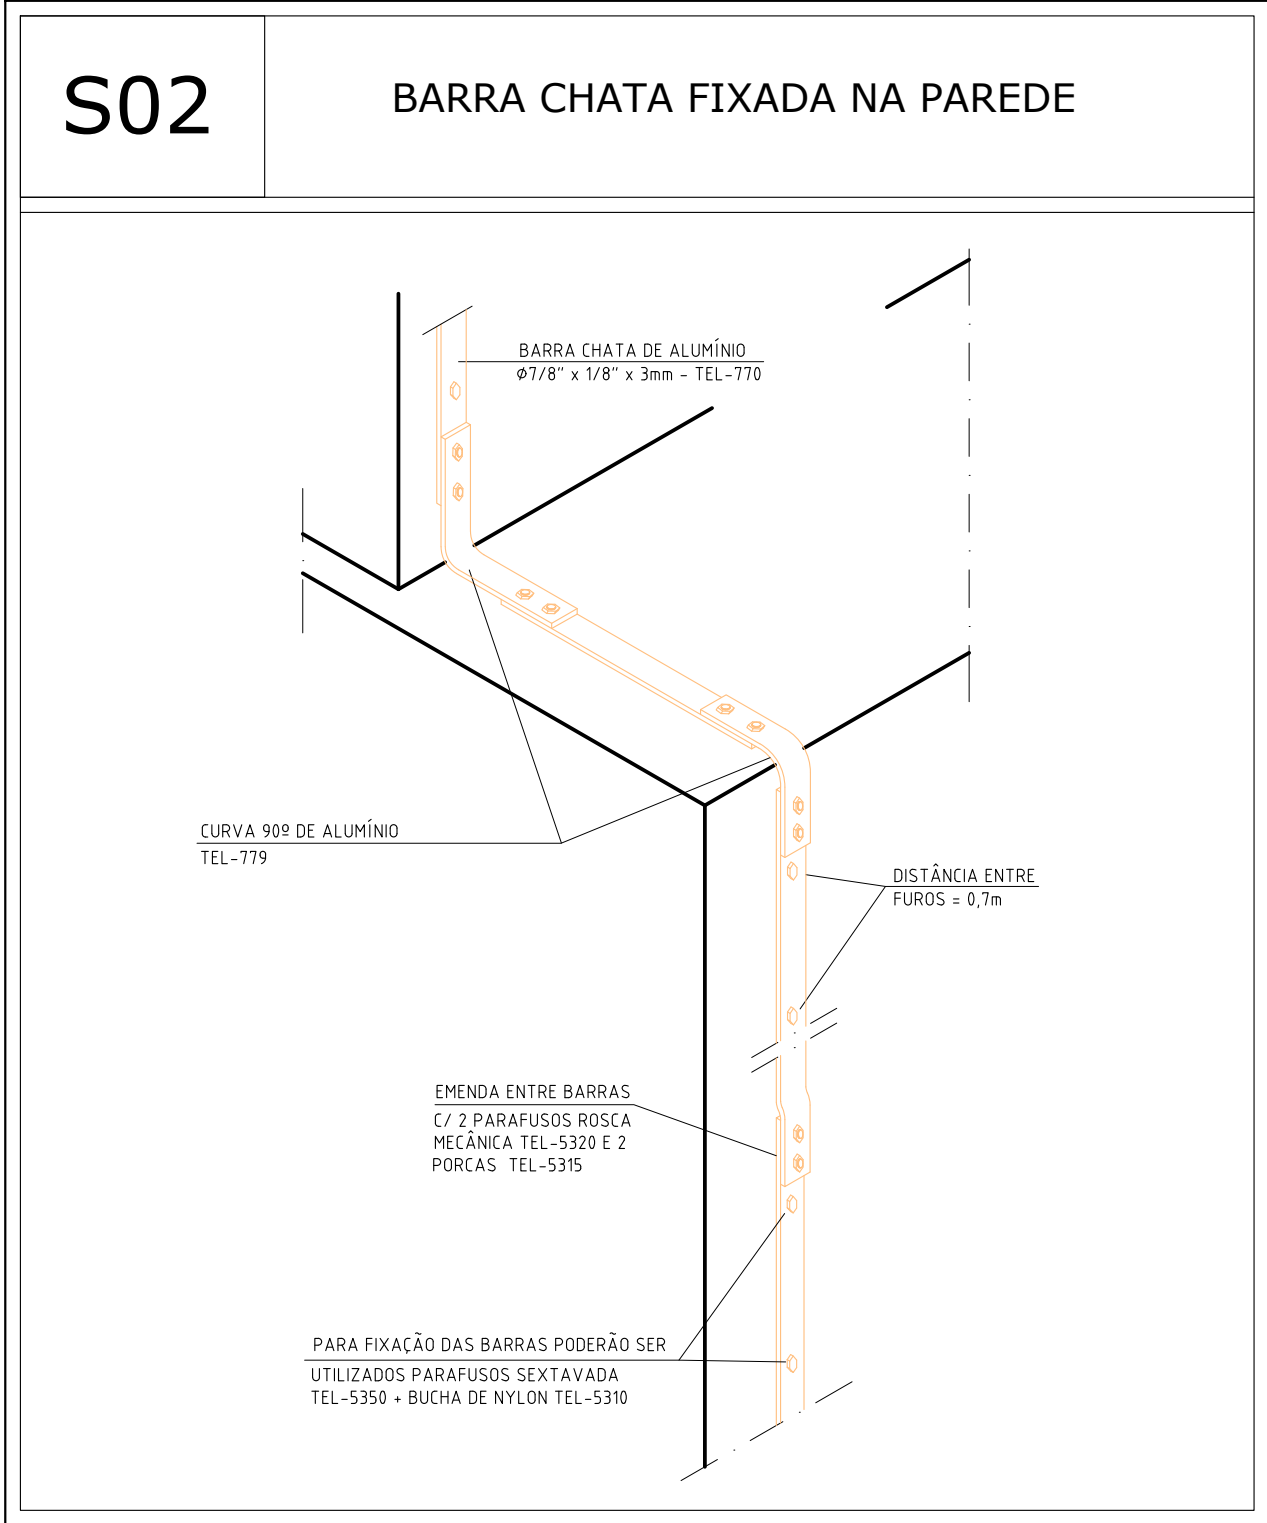 S02
BARRA CHATA FIXADA NA PAREDE
BARRA CHATA DE ALUMÍNIO
Ø7/8" x 1/8" x 3mm - TEL-770
CURVA 90º DE ALUMÍNIO
TEL-779
DISTÂNCIA ENTRE
FUROS = 0,7m
EMENDA ENTRE BARRAS
C/ 2 PARAFUSOS ROSCA
MECÂNICA TEL-5320 E 2
PORCAS TEL-5315
PARA FIXAÇÃO DAS BARRAS PODERÃO SER
UTILIZADOS PARAFUSOS SEXTAVADA
TEL-5350 + BUCHA DE NYLON TEL-5310